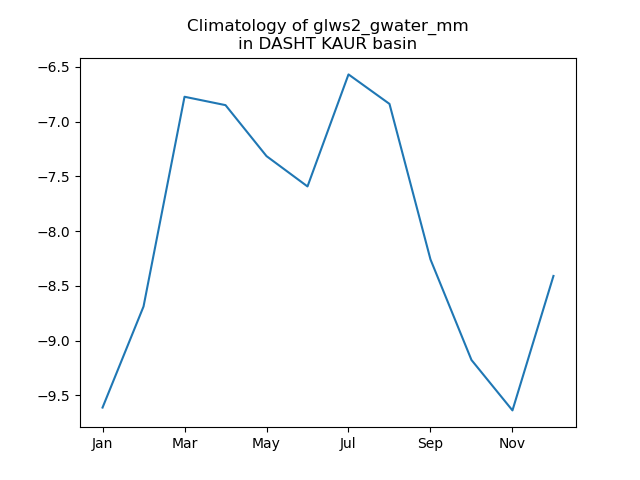 Climatology of glws2_gwater_mm
in DASHT KAUR basin
−6.5
−7.0
−7.5
−8.0
−8.5
−9.0
−9.5
Jan Mar May Jul Sep Nov